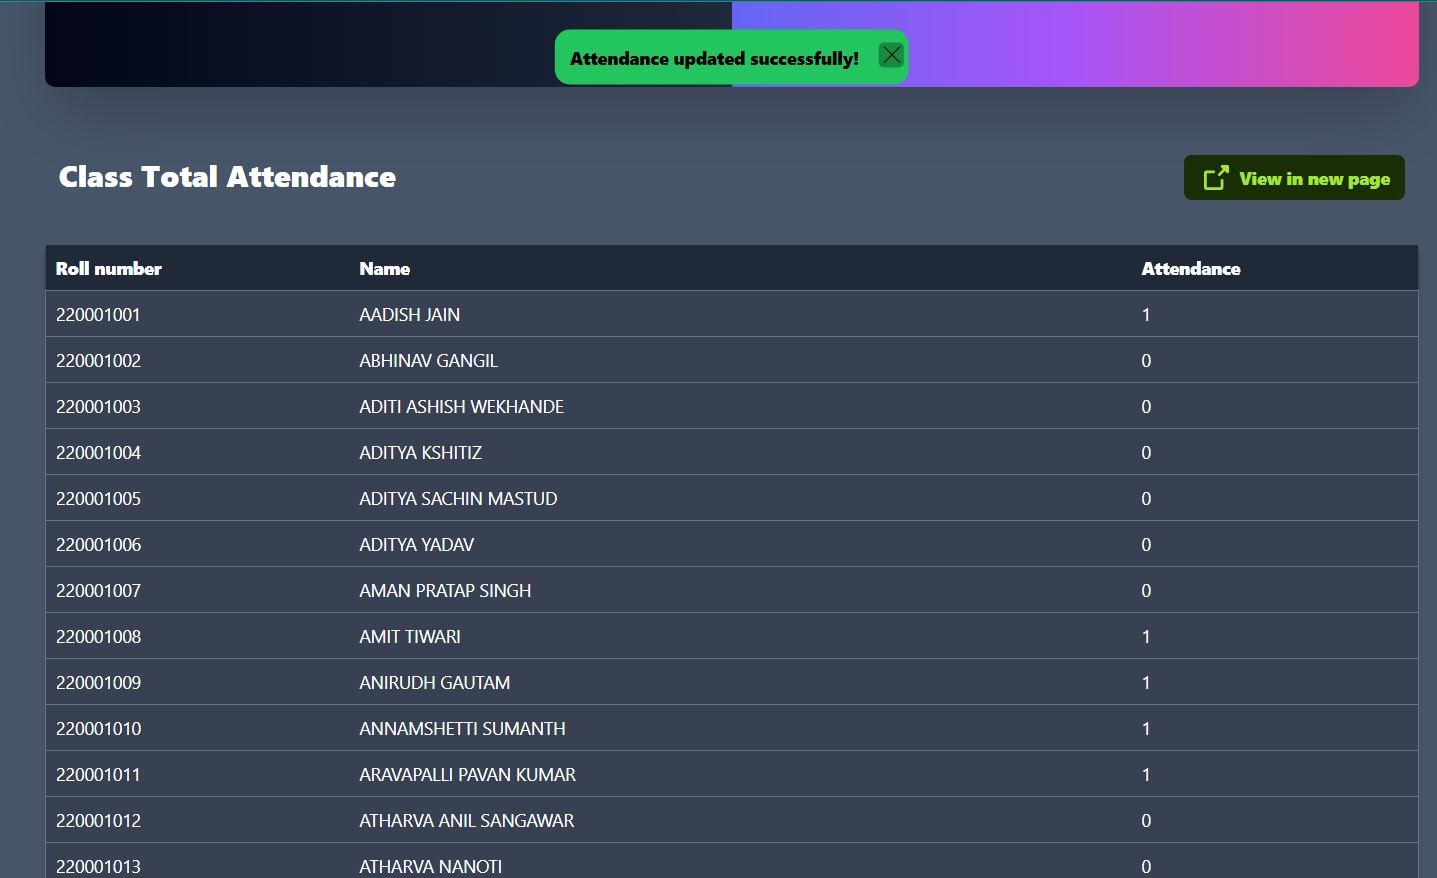 Attendance updated successfully!
Class Total Attendance
View in new page
Roll number Name Attendance
220001001 AADISH JAIN 1
220001002 ABHINAV GANGIL 0
220001003 ADITI ASHISH WEKHANDE 0
220001004 ADITYA KSHITIZ 0
220001005 ADITYA SACHIN MASTUD 0
220001006 ADITYA YADAV 0
220001007 AMAN PRATAP SINGH 0
220001008 AMIT TIWARI 1
220001009 ANIRUDH GAUTAM 1
220001010 ANNAMSHETTI SUMANTH 1
220001011 ARAVAPALLI PAVAN KUMAR 1
220001012 ATHARVA ANIL SANGAWAR 0
220001013 ATHARVA NANOTI 0